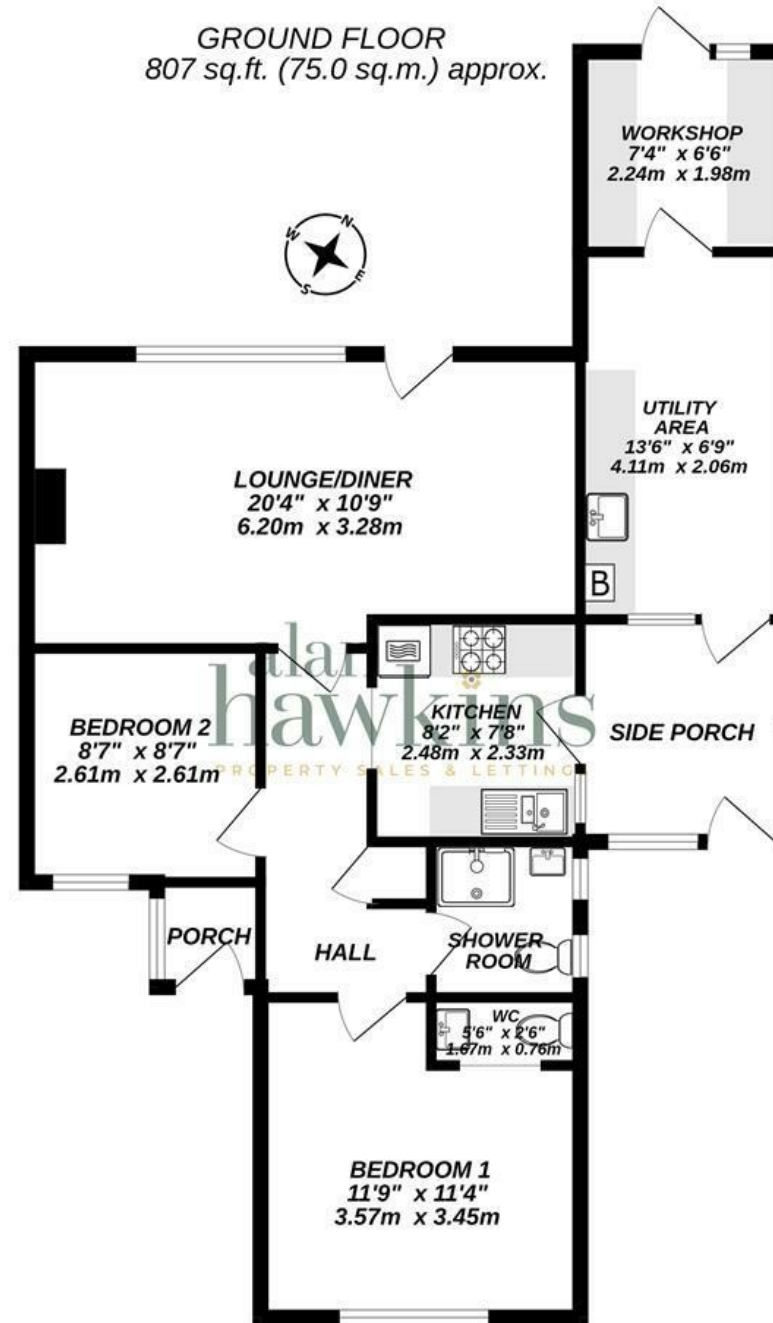 GROUND FLOOR
807 sq.ft. (75.0 sq.m.) approx.
WORKSHOP
7'4" x 6'6"
2.24m x 1.98m
N
W
E
S
UTILITY
AREA
13'6" x 6'9"
4.11m x 2.06m
LOUNGE/DINER
20'4" x 10'9"
6.20m x 3.28m
B
alan
hawkins
PROPERTY SALES & LETTINGS
KITCHEN
8'2" x 7'8"
2.48m x 2.33m
SIDE PORCH
BEDROOM 2
8'7" x 8'7"
2.61m x 2.61m
PORCH
HALL
SHOWER
ROOM
WC
5'6" x 2'6"
1.67m x 0.76m
BEDROOM 1
11'9" x 11'4"
3.57m x 3.45m